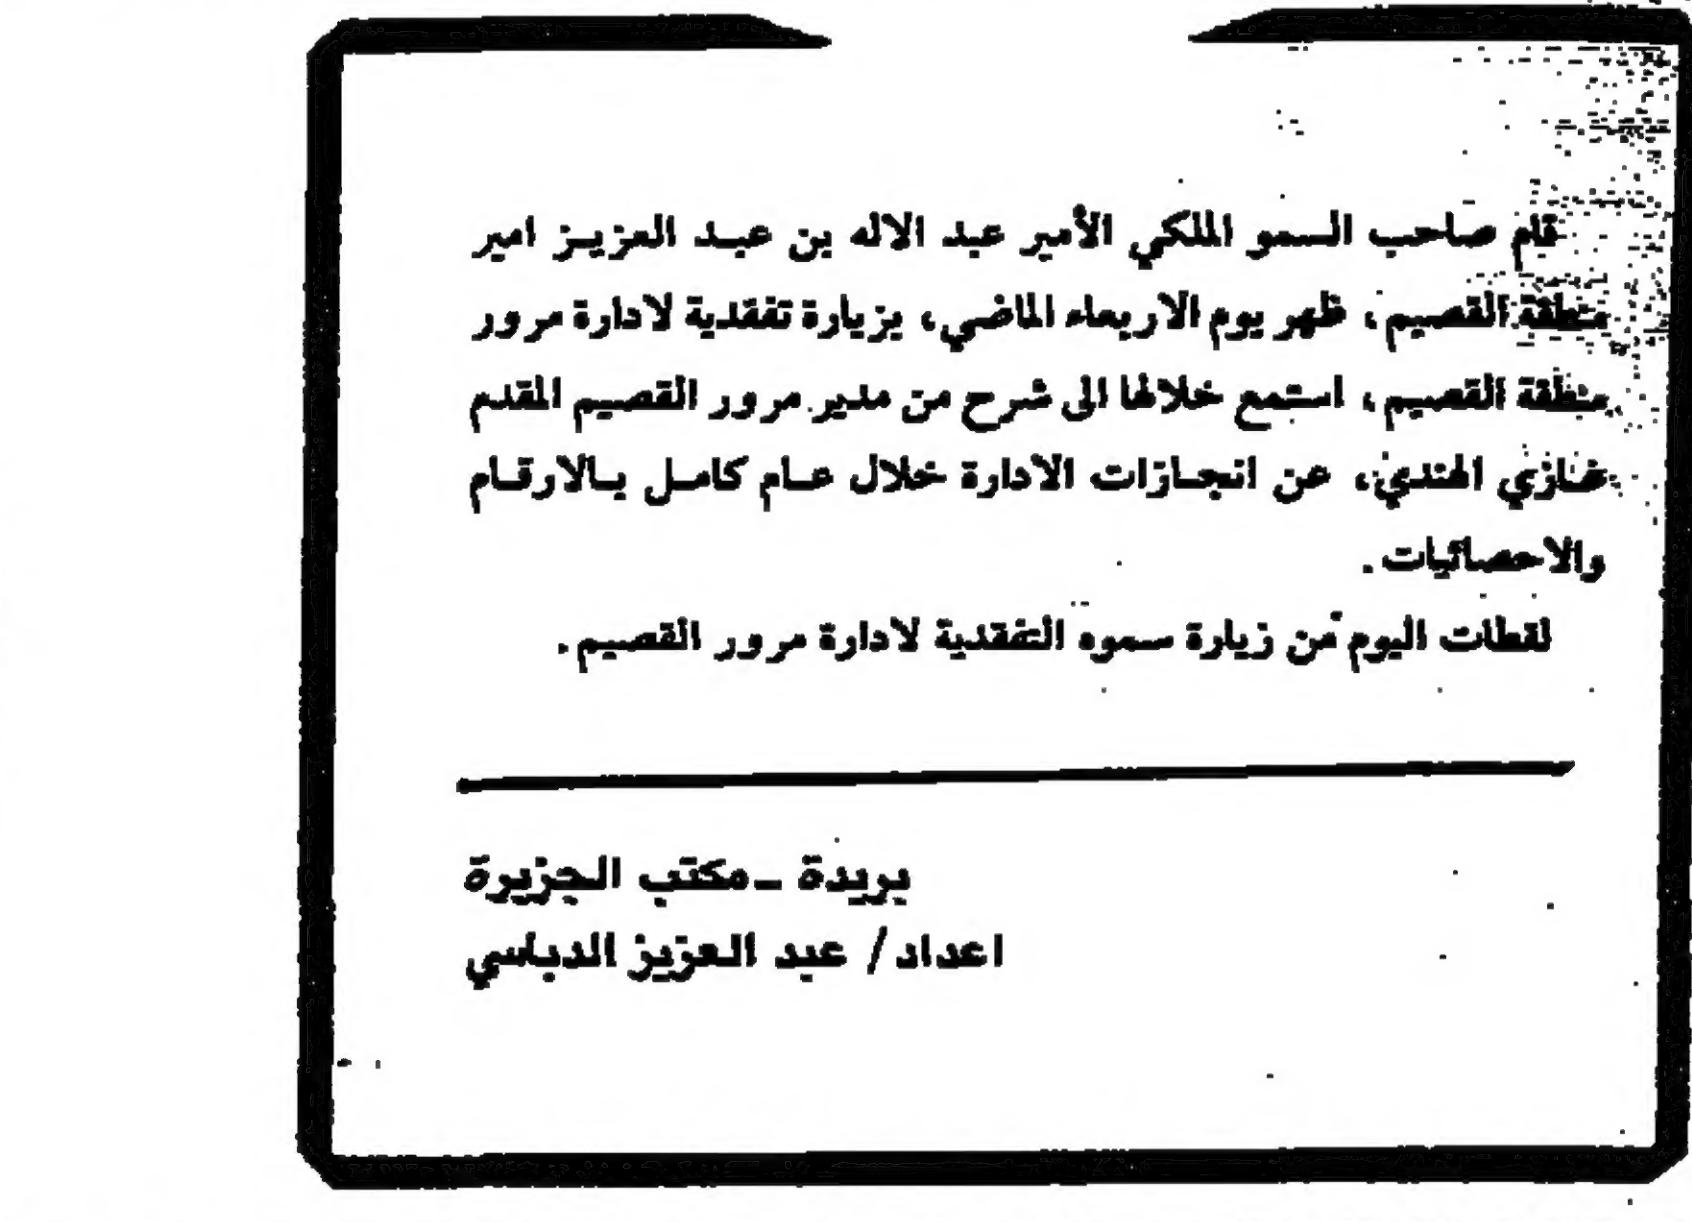 قام صاحب السمو الملكي الأمير عبد الاله بن عبد العزيز امير
منطقة القصيم، ظهر يوم الاربعاء الماضي، بزيارة تفقدية لادارة مرور
منطقة القصيم، استمع خلالها الى شرح من مدير مرور القصيم المقدم
غازي الهندي، عن انجازات الادارة خلال عام كامل بالارقام
والاحصائيات.
لقطات اليوم من زيارة سموه التفقدية لادارة مرور القصيم.
بريدة ـ مكتب الجزيرة
اعداد/ عبد العزيز الدباسي